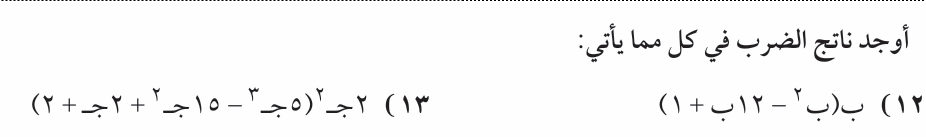 أوجد ناتج الضرب في كل مما يأتي:
١٢) ب(ب٢ − ١٢ب + ١) ١٣) ٢جـ٢(٥جـ٣ − ١٥جـ٢ + ٢جـ + ٢)